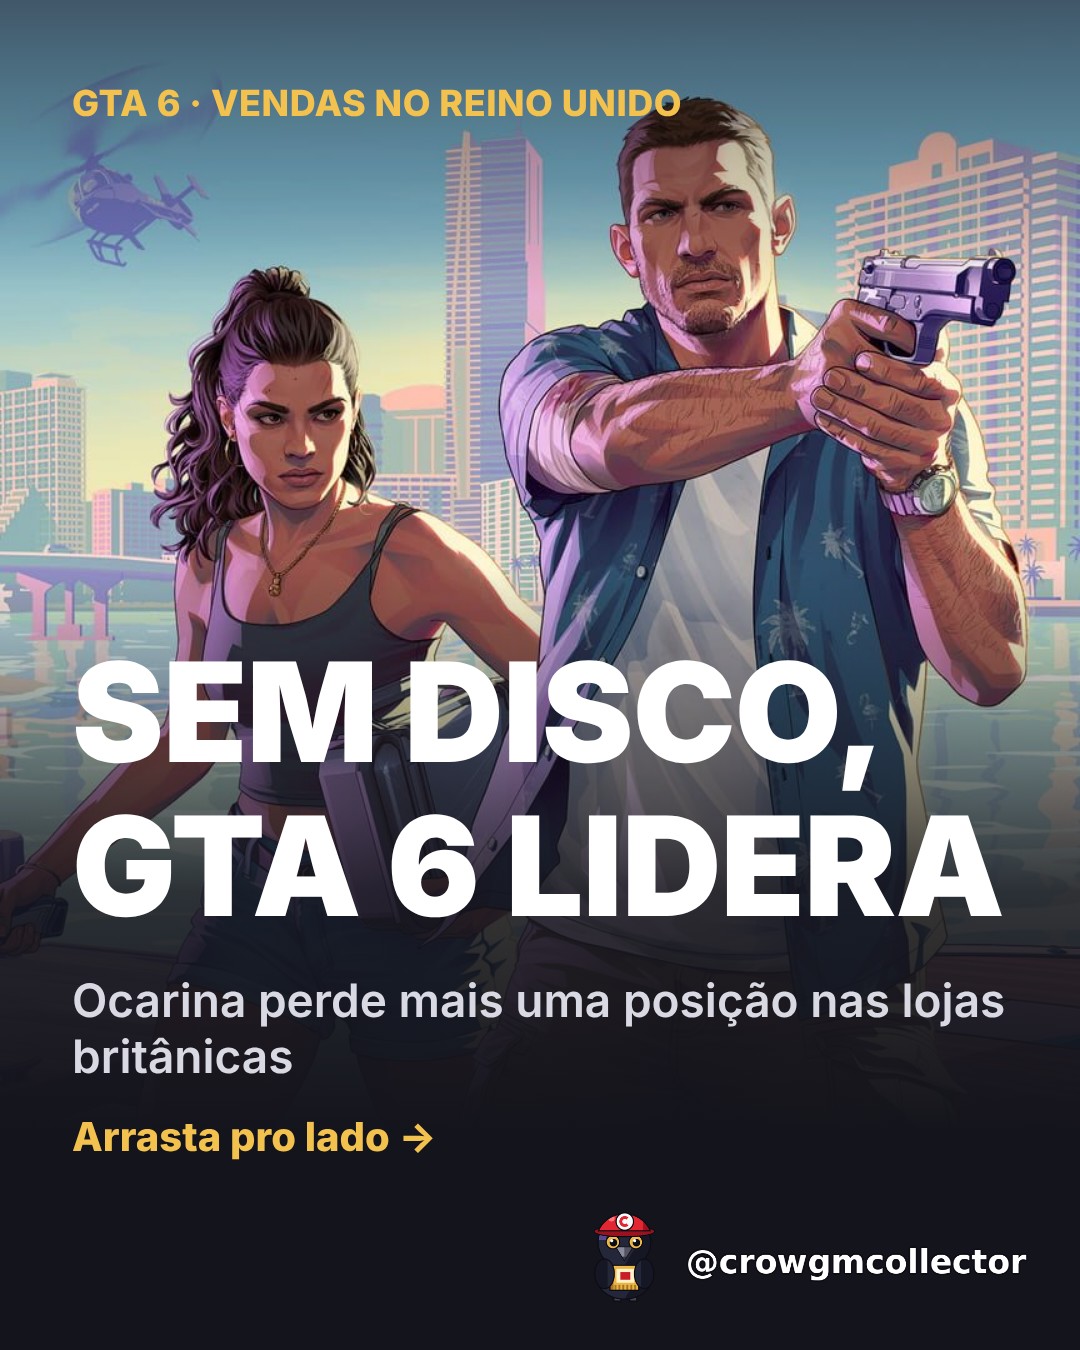 GTA 6 · VENDAS NO REINO UNIDO
SEM DISCO,
GTA 6 LIDERA
Ocarina perde mais uma posição nas lojas
britânicas
Arrasta pro lado →
C
@crowgmcollector